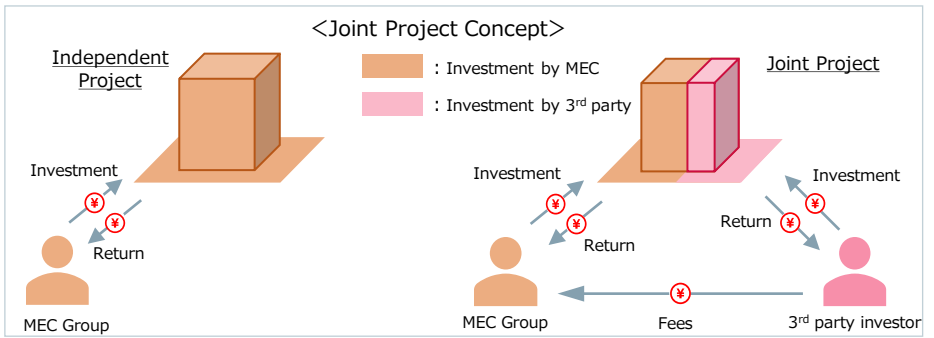 <Joint Project Concept>
Independent
Project
: Investment by MEC
: Investment by 3rd party
Joint Project
Investment
¥
¥
Return
MEC Group
Investment
¥
¥
Return
MEC Group
Investment
¥
¥
Return
¥
Fees
3rd party investor